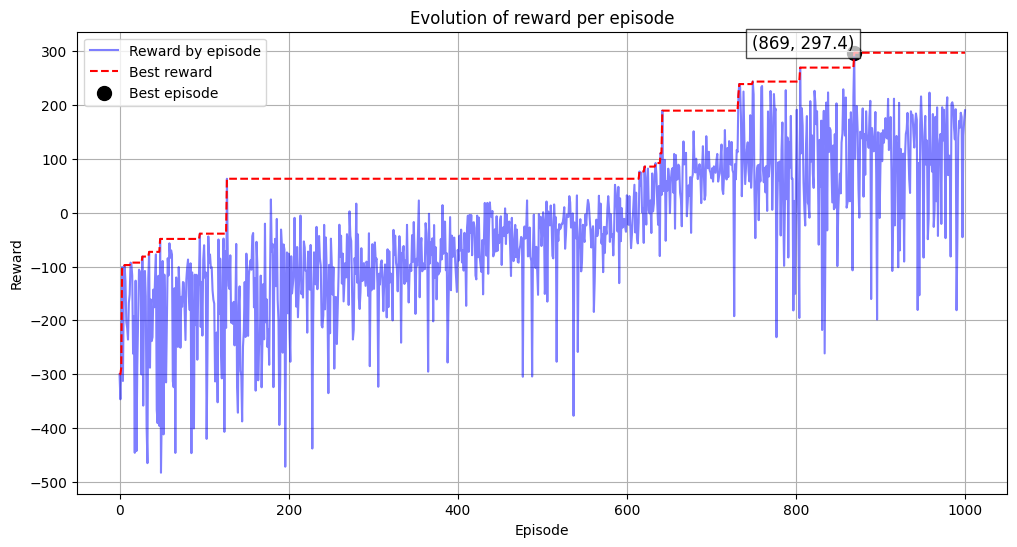 Evolution of reward per episode
(869, 297.4)
Reward by episode
Best reward
Best episode
300
200
100
0
−100
−200
−300
−400
−500
Reward
0
200
400
600
800
1000
Episode